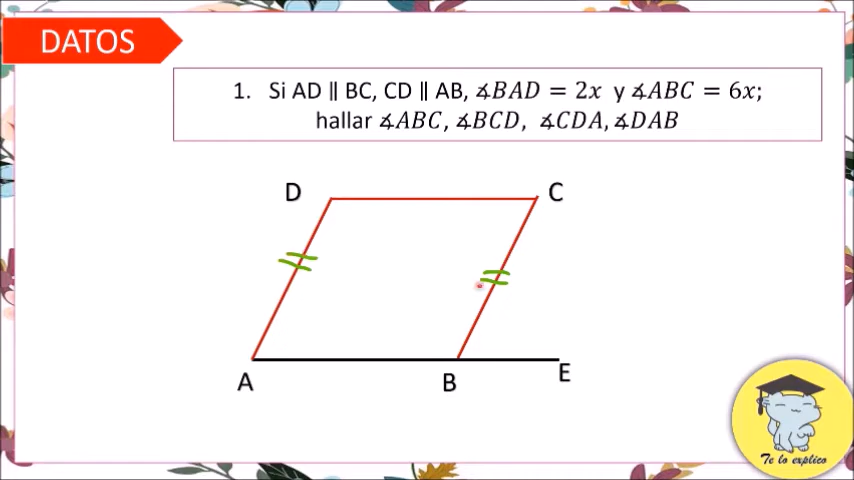 DATOS
1. Si AD ∥ BC, CD ∥ AB, ∡BAD = 2x y ∡ABC = 6x;
hallar ∡ABC, ∡BCD, ∡CDA, ∡DAB
D C
A B E
Te lo explico